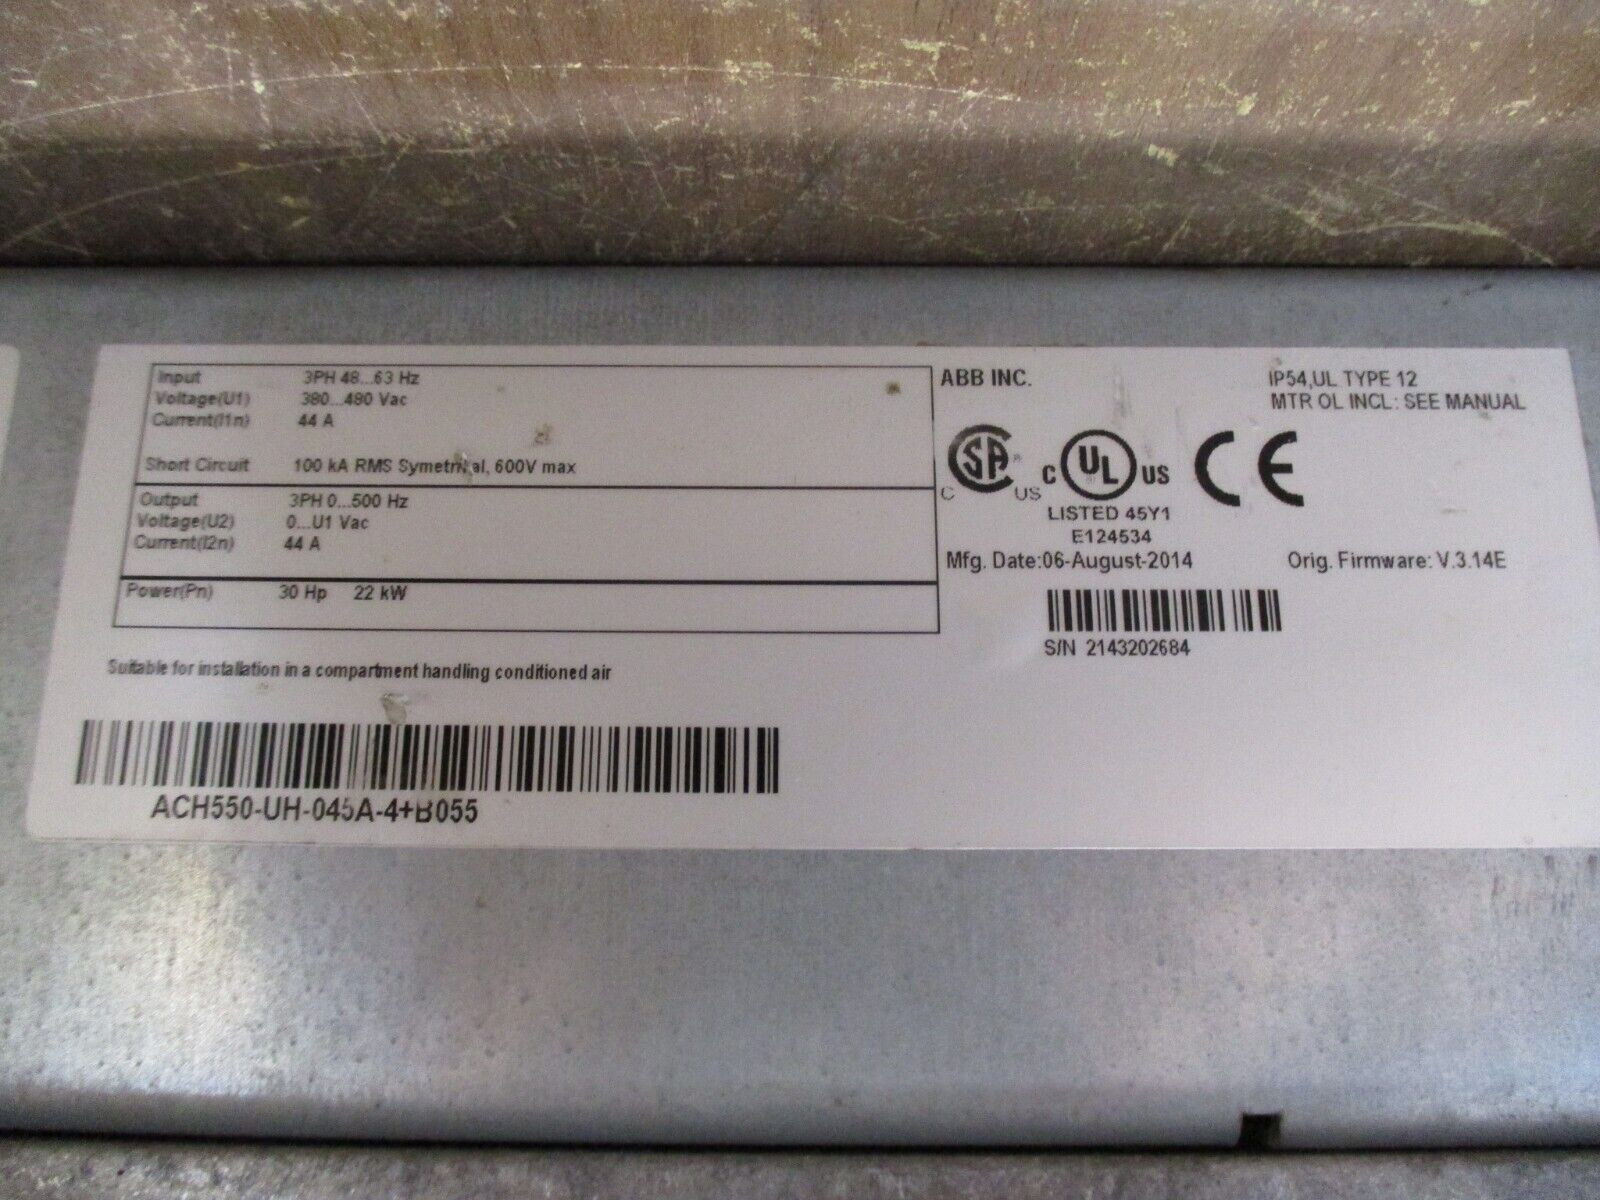 Input 3PH 48...63 Hz
Voltage(U1) 380...480 Vac
Current(I1n) 44 A
Short Circuit 100 kA RMS Symetrical, 600V max
Output 3PH 0...500 Hz
Voltage(U2) 0...U1 Vac
Current(I2n) 44 A
Power(Pn) 30 Hp 22 kW
Suitable for installation in a compartment handling conditioned air
ACH550-UH-045A-4+B055
ABB INC.
IP54,UL TYPE 12
MTR OL INCL: SEE MANUAL
C SA ® US
C UL US
CE
LISTED 45Y1
E124534
Mfg. Date:06-August-2014
Orig. Firmware: V.3.14E
S/N 2143202684